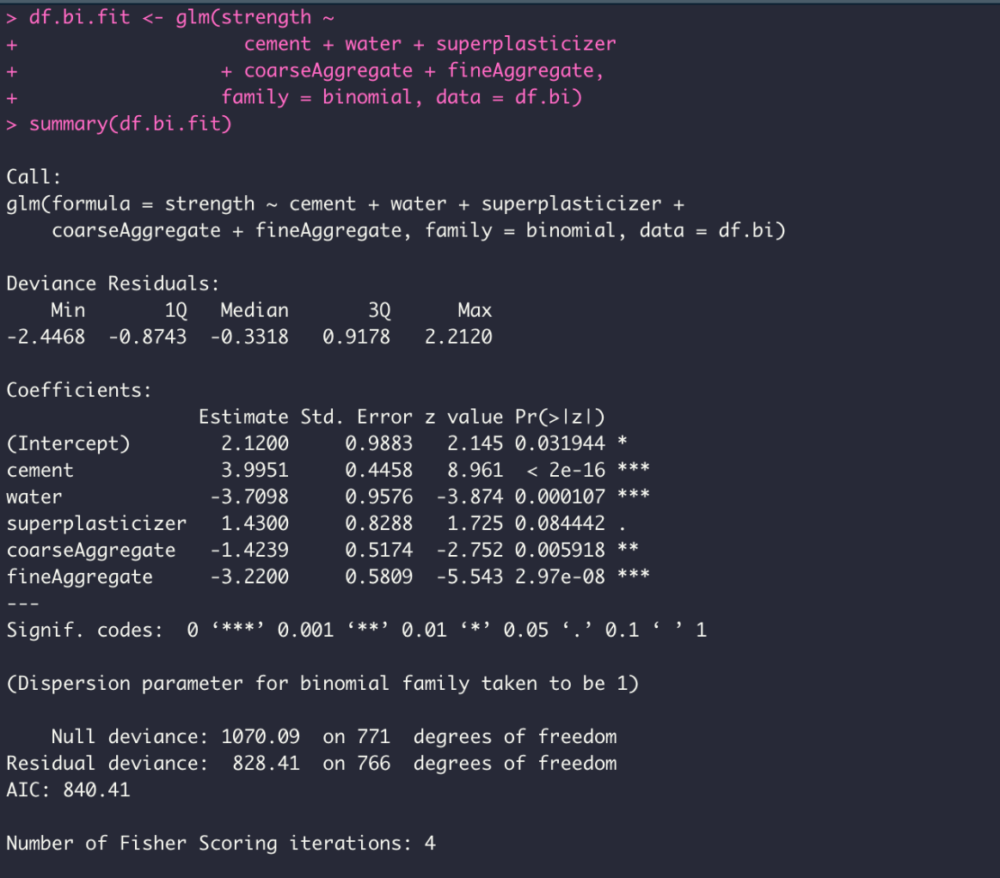 > df.bi.fit <- glm(strength ~
+                     cement + water + superplasticizer
+                   + coarseAggregate + fineAggregate,
+                   family = binomial, data = df.bi)
> summary(df.bi.fit)

Call:
glm(formula = strength ~ cement + water + superplasticizer +
    coarseAggregate + fineAggregate, family = binomial, data = df.bi)

Deviance Residuals:
    Min       1Q   Median       3Q      Max
-2.4468  -0.8743  -0.3318   0.9178   2.2120

Coefficients:
                 Estimate Std. Error z value Pr(>|z|)
(Intercept)        2.1200     0.9883   2.145 0.031944 *
cement             3.9951     0.4458   8.961  < 2e-16 ***
water             -3.7098     0.9576  -3.874 0.000107 ***
superplasticizer   1.4300     0.8288   1.725 0.084442 .
coarseAggregate   -1.4239     0.5174  -2.752 0.005918 **
fineAggregate     -3.2200     0.5809  -5.543 2.97e-08 ***
---
Signif. codes:  0 ‘***’ 0.001 ‘**’ 0.01 ‘*’ 0.05 ‘.’ 0.1 ‘ ’ 1

(Dispersion parameter for binomial family taken to be 1)

    Null deviance: 1070.09  on 771  degrees of freedom
Residual deviance:  828.41  on 766  degrees of freedom
AIC: 840.41

Number of Fisher Scoring iterations: 4